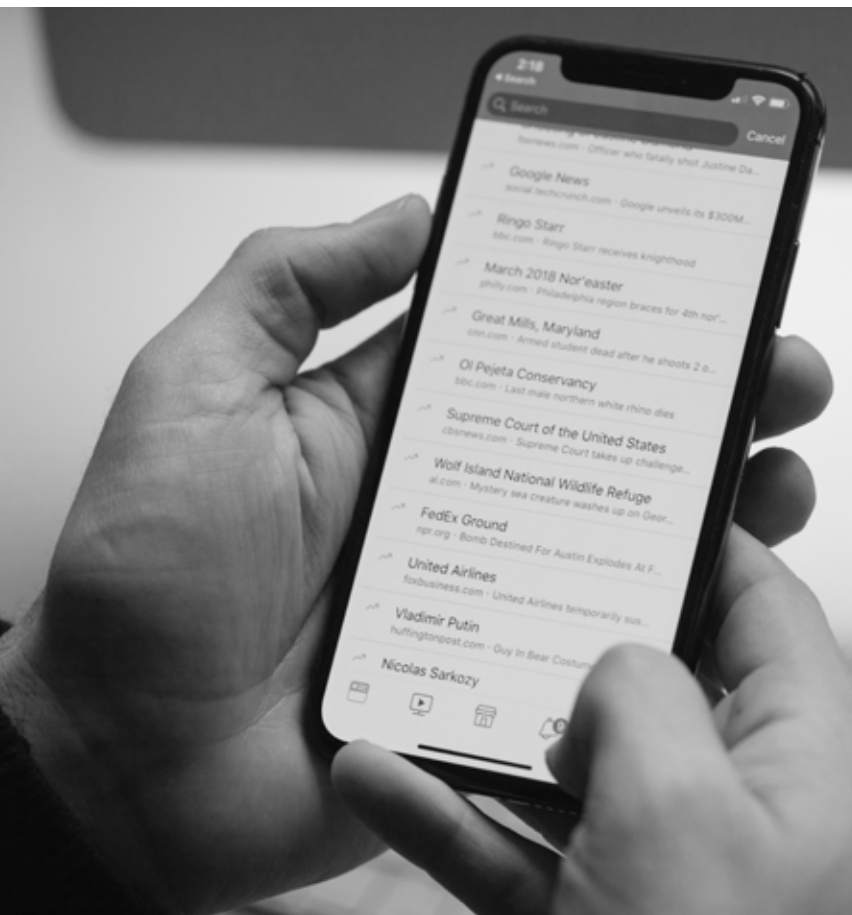 2:18
Search
Search
Cancel
foxnews.com · Officer who fatally shot Justine Da...
Google News
social.techcrunch.com · Google unveils its $300M...
Ringo Starr
bbc.com · Ringo Starr receives knighthood
March 2018 Nor'easter
philly.com · Philadelphia region braces for 4th nor'...
Great Mills, Maryland
cnn.com · Armed student dead after he shoots 2 o...
Ol Pejeta Conservancy
bbc.com · Last male northern white rhino dies
Supreme Court of the United States
cbsnews.com · Supreme Court takes up challenge...
Wolf Island National Wildlife Refuge
al.com · Mystery sea creature washes up on Geor...
FedEx Ground
npr.org · Bomb Destined For Austin Explodes At F...
United Airlines
foxbusiness.com · United Airlines temporarily sus...
Vladimir Putin
huffingtonpost.com · Guy In Bear Costum
Nicolas Sarkozy